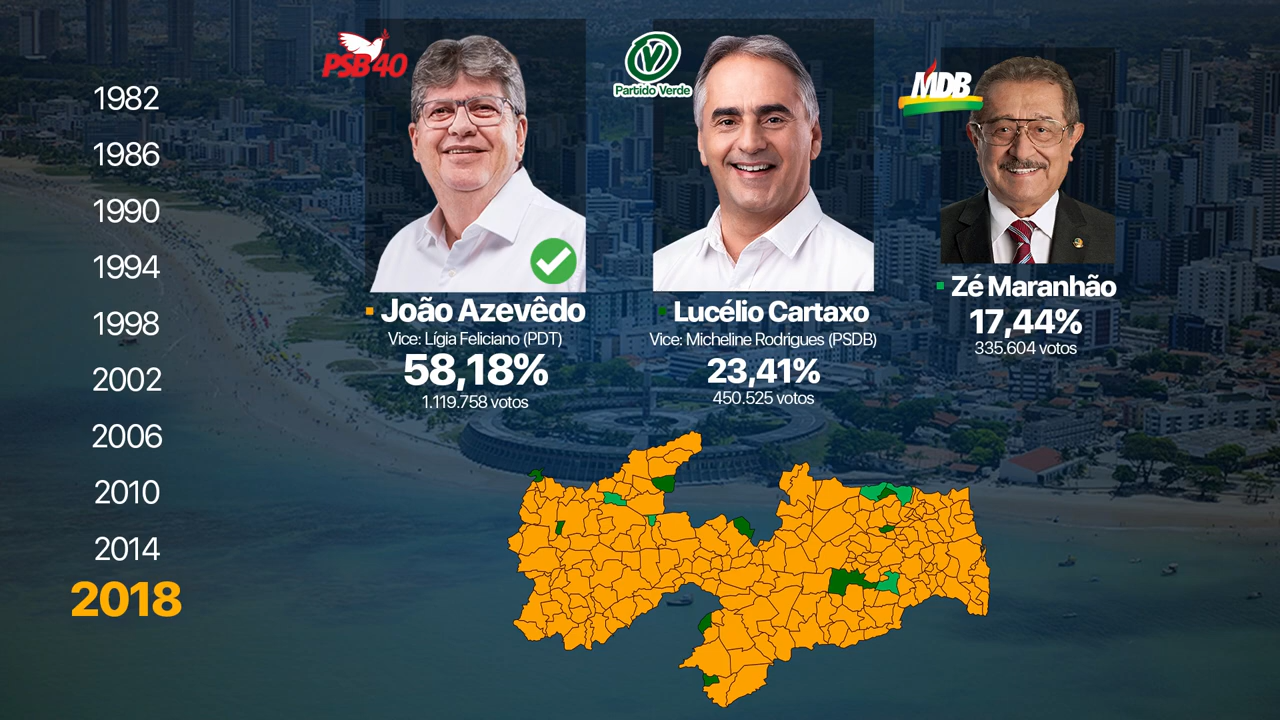 1982
1986
1990
1994
1998
2002
2006
2010
2014
2018
PSB 40
João Azevêdo
Vice: Lígia Feliciano (PDT)
58,18%
1.119.758 votos
V
Partido Verde
Lucélio Cartaxo
Vice: Micheline Rodrigues (PSDB)
23,41%
450.525 votos
MDB
Zé Maranhão
17,44%
335.604 votos